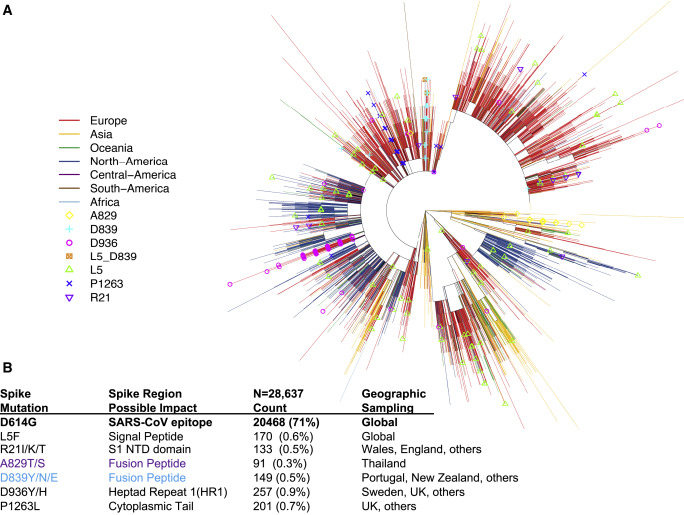 A
Europe
Asia
Oceania
North-America
Central-America
South-America
Africa
A829
D839
D936
L5_D839
L5
P1263
R21
B
Spike Spike Region N=28,637 Geographic
Mutation Possible Impact Count Sampling
D614G SARS-CoV epitope 20468 (71%) Global
L5F Signal Peptide 170 (0.6%) Global
R21I/K/T S1 NTD domain 133 (0.5%) Wales, England, others
A829T/S Fusion Peptide 91 (0.3%) Thailand
D839Y/N/E Fusion Peptide 149 (0.5%) Portugal, New Zealand, others
D936Y/H Heptad Repeat 1(HR1) 257 (0.9%) Sweden, UK, others
P1263L Cytoplasmic Tail 201 (0.7%) UK, others